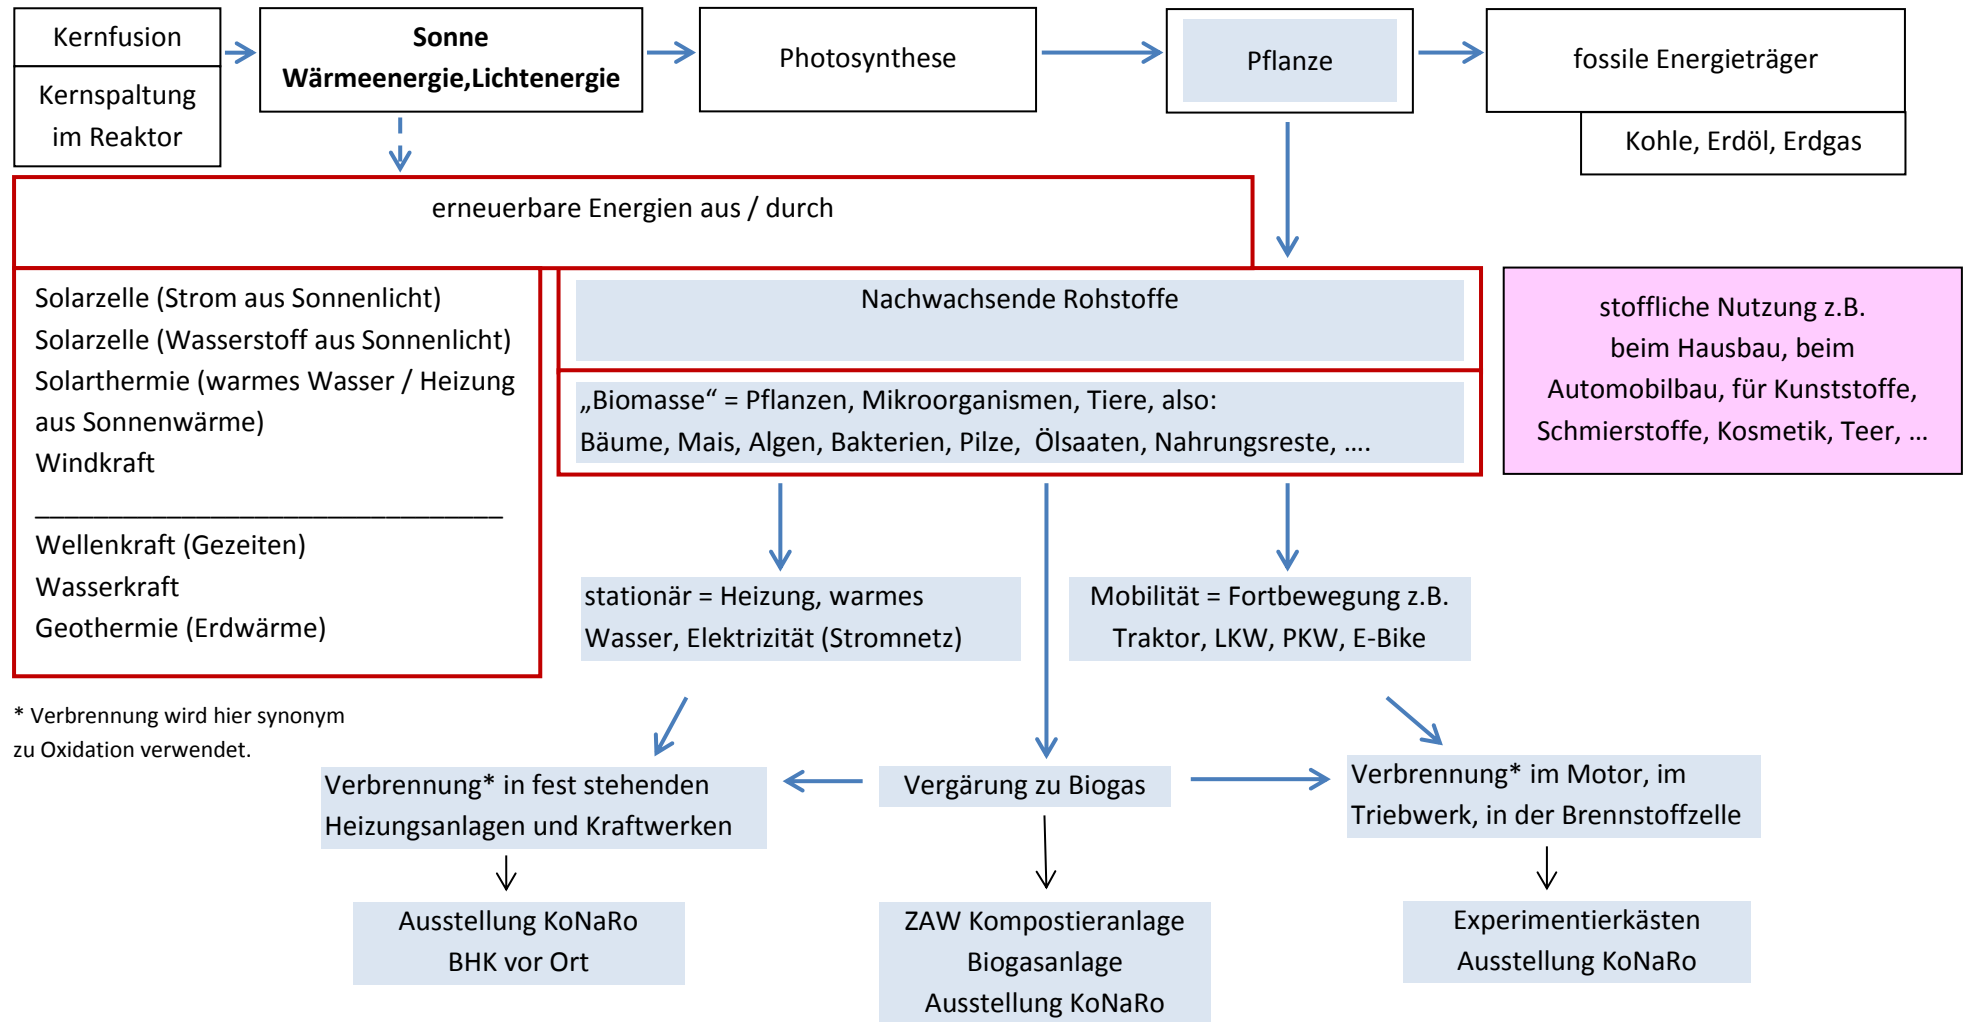 Kernfusion
Kernspaltung
im Reaktor
Sonne
Wärmeenergie,Lichtenergie
Photosynthese
Pflanze
fossile Energieträger
Kohle, Erdöl, Erdgas
erneuerbare Energien aus / durch
Solarzelle (Strom aus Sonnenlicht)
Solarzelle (Wasserstoff aus Sonnenlicht)
Solarthermie (warmes Wasser / Heizung
aus Sonnenwärme)
Windkraft
Wellenkraft (Gezeiten)
Wasserkraft
Geothermie (Erdwärme)
Nachwachsende Rohstoffe
„Biomasse“ = Pflanzen, Mikroorganismen, Tiere, also:
Bäume, Mais, Algen, Bakterien, Pilze, Ölsaaten, Nahrungsreste, ....
stoffliche Nutzung z.B.
beim Hausbau, beim
Automobilbau, für Kunststoffe,
Schmierstoffe, Kosmetik, Teer, …
stationär = Heizung, warmes
Wasser, Elektrizität (Stromnetz)
Mobilität = Fortbewegung z.B.
Traktor, LKW, PKW, E-Bike
* Verbrennung wird hier synonym
zu Oxidation verwendet.
Verbrennung* in fest stehenden
Heizungsanlagen und Kraftwerken
Vergärung zu Biogas
Verbrennung* im Motor, im
Triebwerk, in der Brennstoffzelle
Ausstellung KoNaRo
BHK vor Ort
ZAW Kompostieranlage
Biogasanlage
Ausstellung KoNaRo
Experimentierkästen
Ausstellung KoNaRo